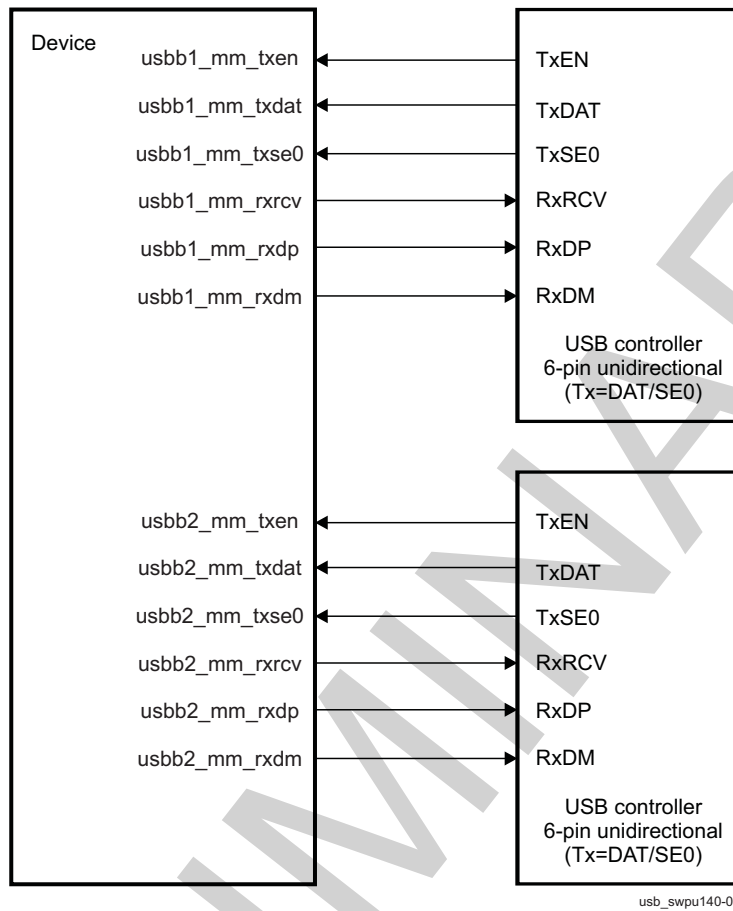 Device
usbb1_mm_txen
TxEN
usbb1_mm_txdat
TxDAT
usbb1_mm_txse0
TxSE0
usbb1_mm_rxrcv
RxRCV
usbb1_mm_rxdp
RxDP
usbb1_mm_rxdm
RxDM
USB controller
6-pin unidirectional
(Tx=DAT/SE0)
usbb2_mm_txen
TxEN
usbb2_mm_txdat
TxDAT
usbb2_mm_txse0
TxSE0
usbb2_mm_rxrcv
RxRCV
usbb2_mm_rxdp
RxDP
usbb2_mm_rxdm
RxDM
USB controller
6-pin unidirectional
(Tx=DAT/SE0)
usb_swpu140-0